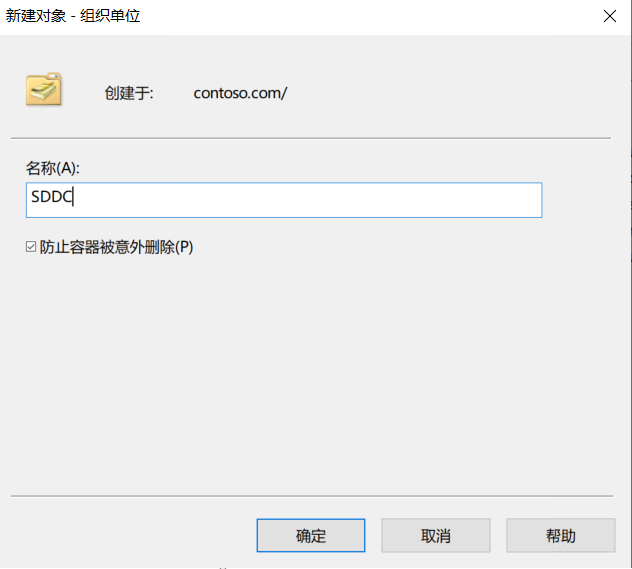 新建对象 - 组织单位
创建于: contoso.com/
名称(A):
SDDC
防止容器被意外删除(P)
确定 取消 帮助